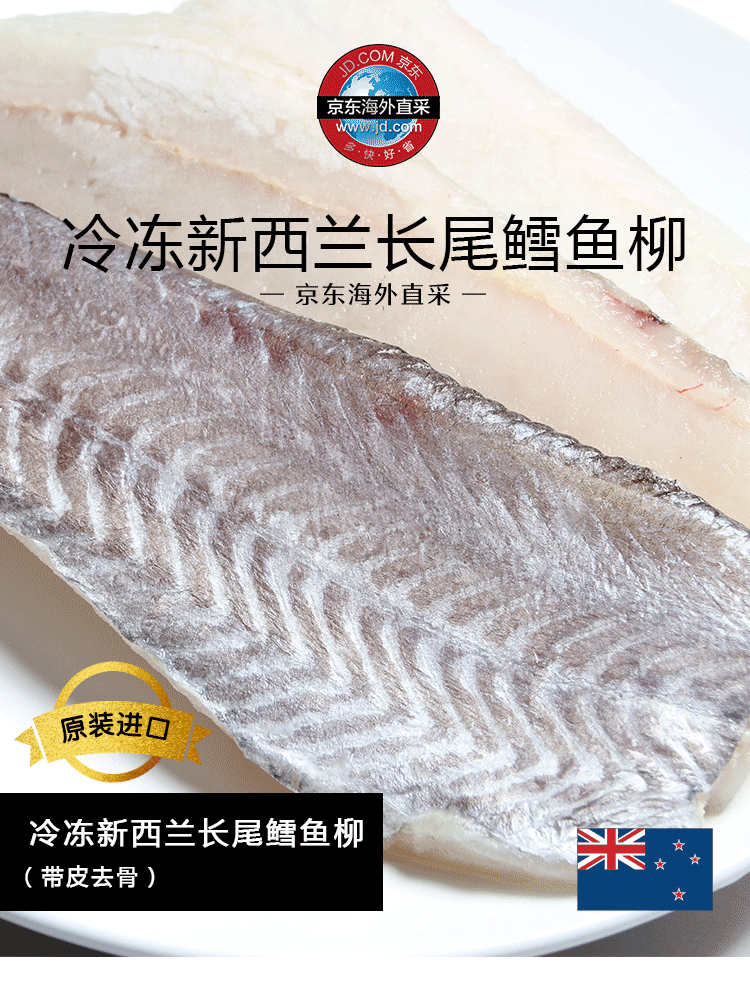 JD.COM 京东
京东海外直采
www.jd.com
多·快·好·省
冷冻新西兰长尾鳕鱼柳
— 京东海外直采 —
原装进口
冷冻新西兰长尾鳕鱼柳
（带皮去骨）